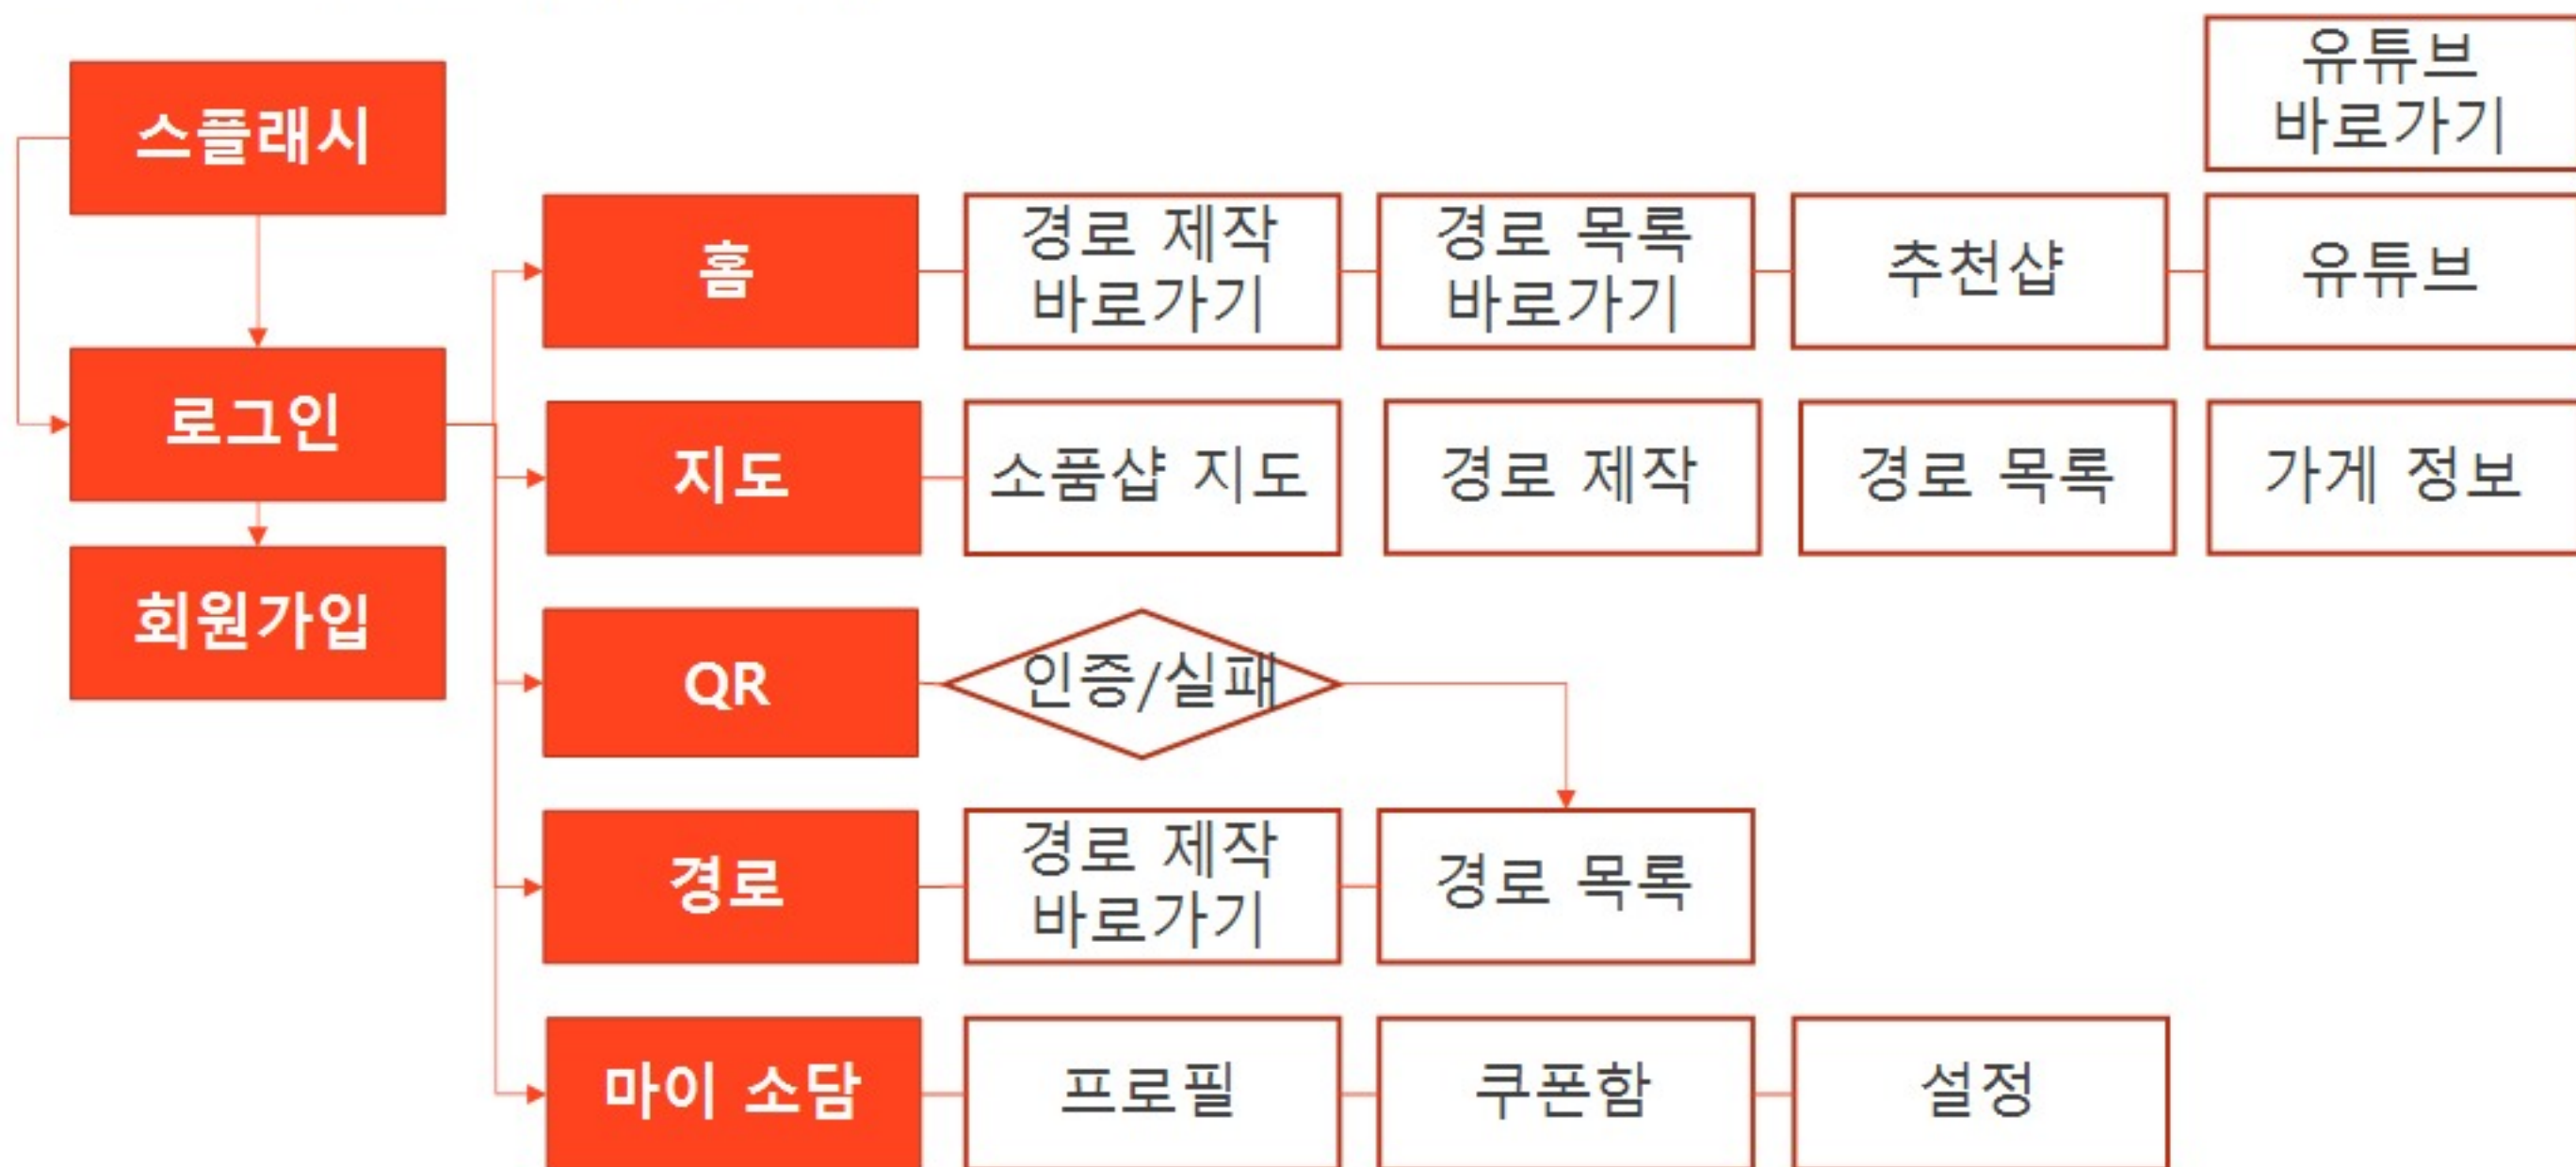 유튜브
바로가기
스플래시
홈
경로 제작
바로가기
경로 목록
바로가기
추천샵
유튜브
로그인
지도
소품샵 지도
경로 제작
경로 목록
가게 정보
회원가입
QR
인증/실패
경로
경로 제작
바로가기
경로 목록
마이 소담
프로필
쿠폰함
설정